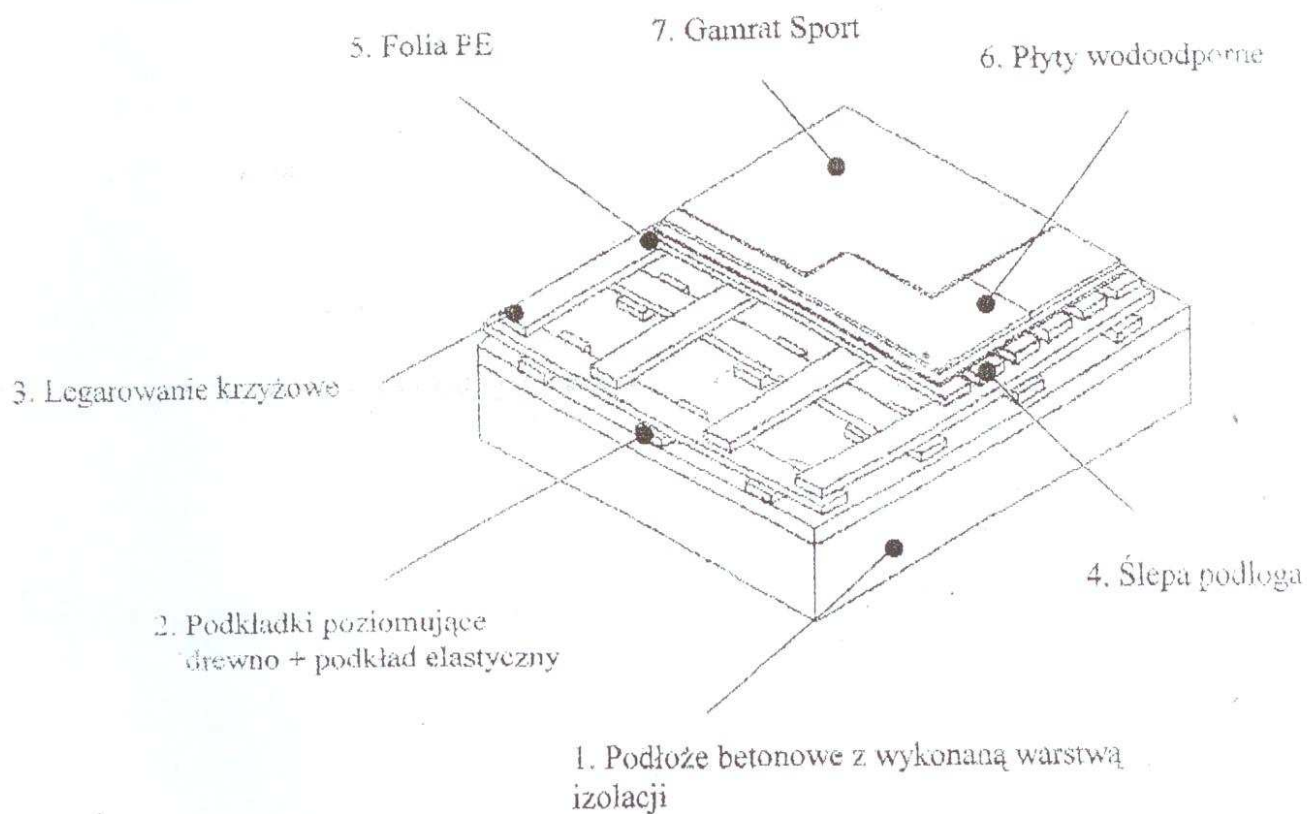 5. Folia PE
7. Gamrat Sport
6. Płyty wodoodporne
3. Legarowanie krzyżowe
4. Ślepa podłoga
2. Podkładki poziomujące
drewno + podkład elastyczny
1. Podłoże betonowe z wykonaną warstwą
izolacji